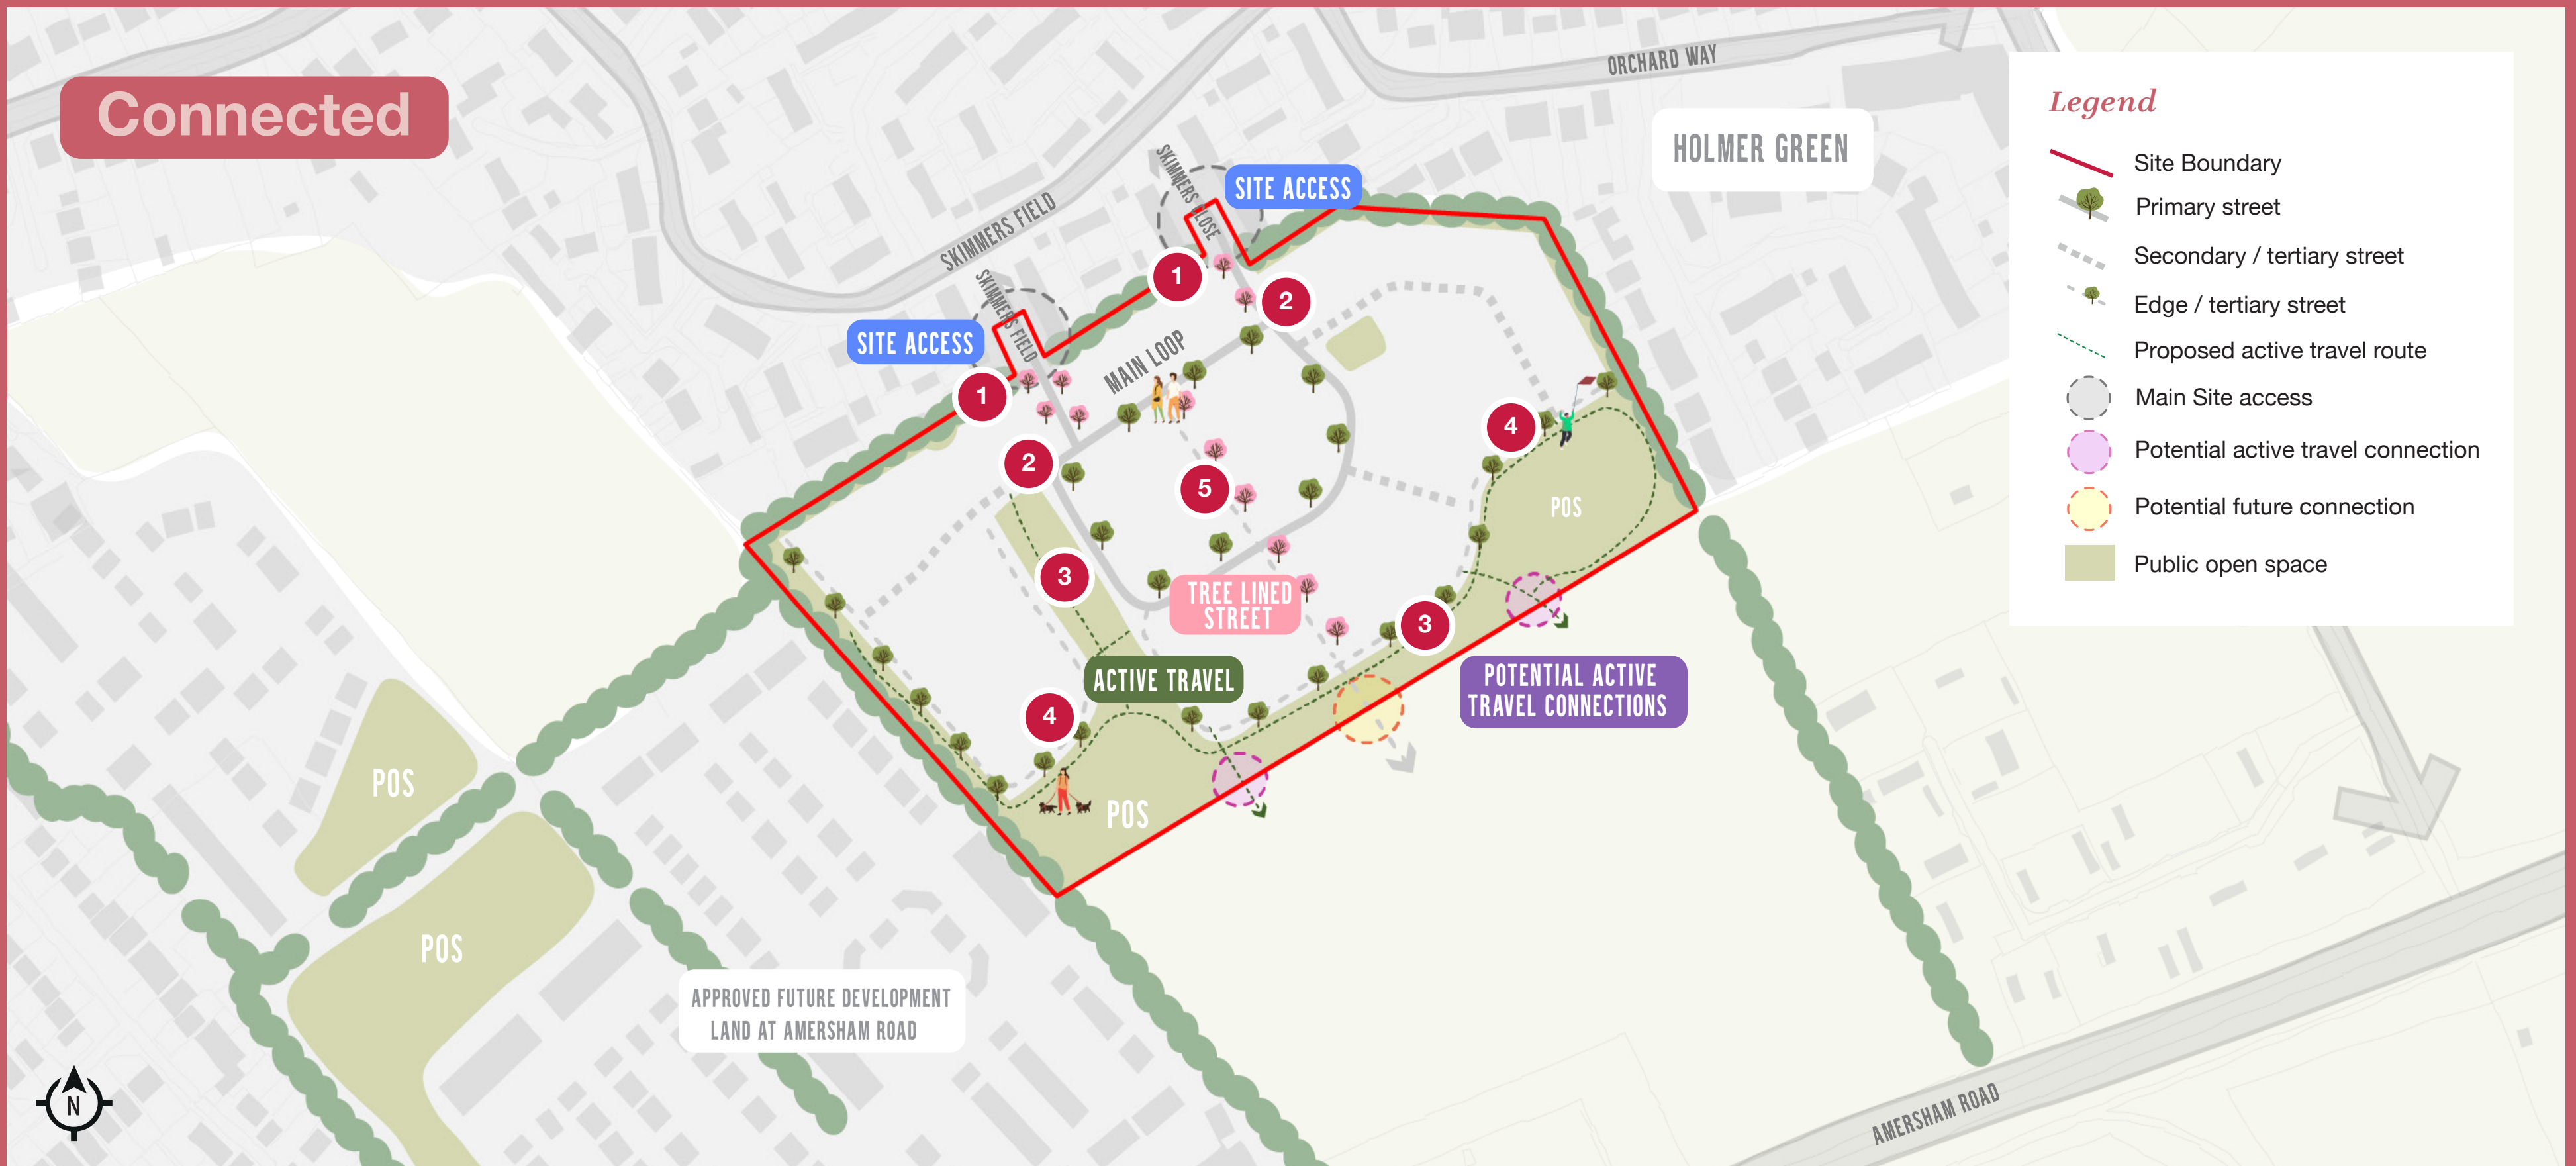 Connected
ORCHARD WAY
HOLMER GREEN
SKIMMERS CLOSE
SITE ACCESS
SKIMMERS FIELD
1
2
SKIMMERS FIELD
SITE ACCESS
MAIN LOOP
1
4
2
5
POS
3
TREE LINED
STREET
3
ACTIVE TRAVEL
POTENTIAL ACTIVE
TRAVEL CONNECTIONS
4
POS
POS
POS
APPROVED FUTURE DEVELOPMENT
LAND AT AMERSHAM ROAD
AMERSHAM ROAD
N
Legend
Site Boundary
Primary street
Secondary / tertiary street
Edge / tertiary street
Proposed active travel route
Main Site access
Potential active travel connection
Potential future connection
Public open space